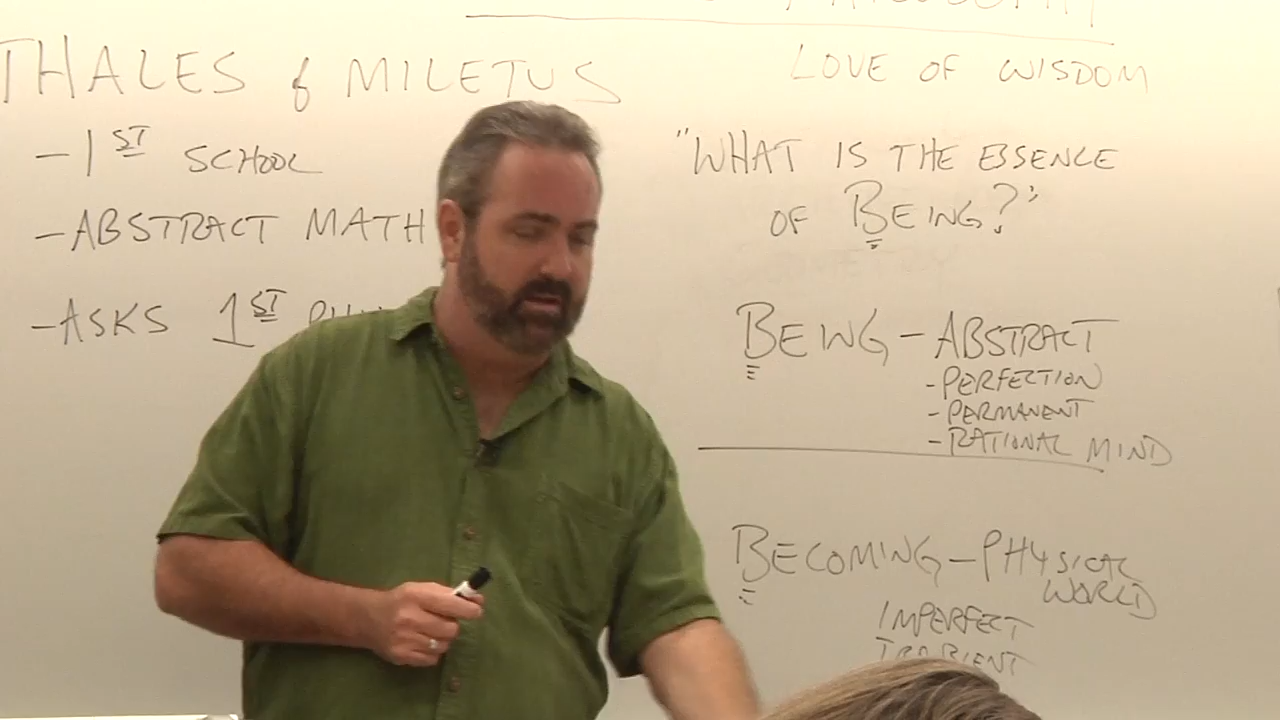 THALES of MILETUS
- 1ST SCHOOL
- ABSTRACT MATH
- ASKS 1ST
LOVE OF WISDOM
"WHAT IS THE ESSENCE
OF BEING?"
BEING - ABSTRACT
- PERFECTION
- PERMANENT
- RATIONAL MIND
BECOMING - PHYSICAL
WORLD
IMPERFECT